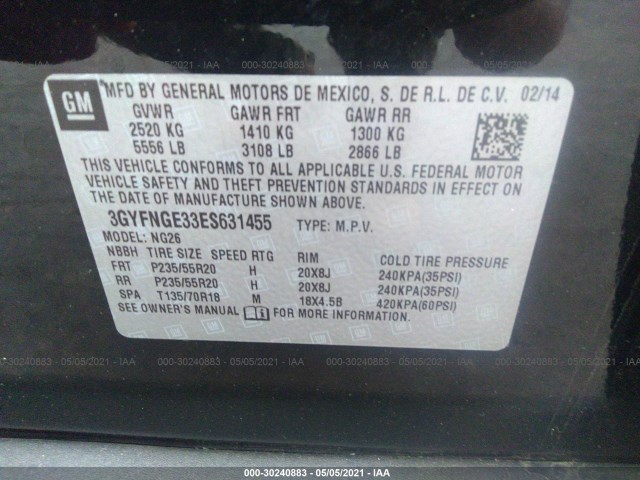 GM
MFD BY GENERAL MOTORS DE MEXICO, S. DE R.L. DE C.V. 02/14
GVWR GAWR FRT GAWR RR
2520 KG 1410 KG 1300 KG
5556 LB 3108 LB 2866 LB
THIS VEHICLE CONFORMS TO ALL APPLICABLE U.S. FEDERAL MOTOR
VEHICLE SAFETY AND THEFT PREVENTION STANDARDS IN EFFECT ON
THE DATE OF MANUFACTURE SHOWN ABOVE.
3GYFNGE33ES631455 TYPE: M.P.V.
MODEL: NG26
NBBH TIRE SIZE SPEED RTG RIM COLD TIRE PRESSURE
FRT P235/55R20 H 20X8J 240KPA(35PSI)
RR P235/55R20 H 20X8J 240KPA(35PSI)
SPA T135/70R18 M 18X4.5B 420KPA(60PSI)
SEE OWNER'S MANUAL FOR MORE INFORMATION.
000-30240883 - 05/05/2021 - IAA